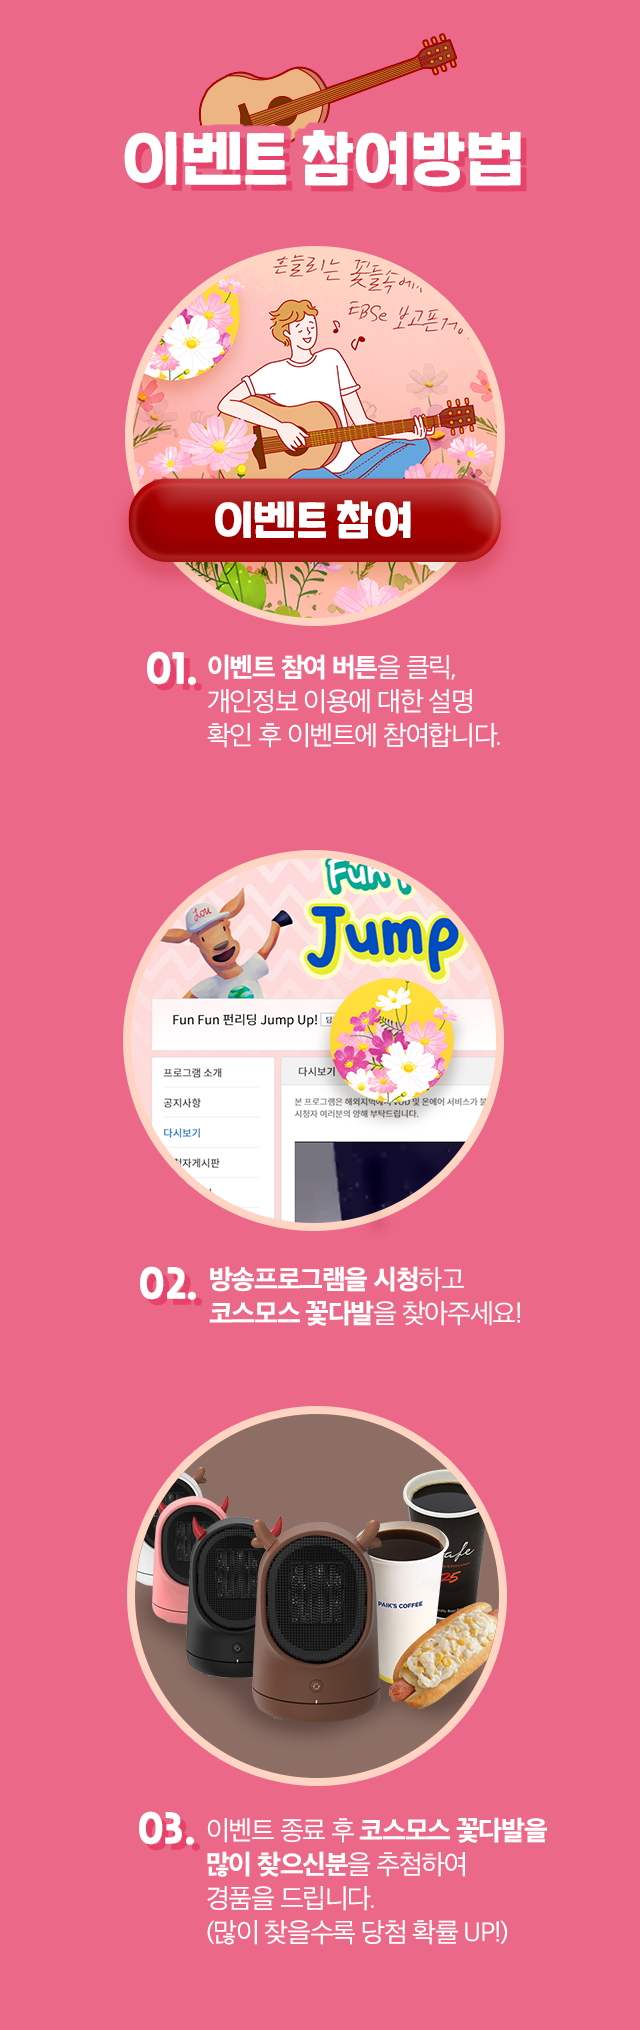 이벤트 참여방법
흔들리는 꽃들속에..
EBSe 보고픈거야
이벤트 참여
01. 이벤트 참여 버튼을 클릭,
개인정보 이용에 대한 설명
확인 후 이벤트에 참여합니다.
Lou
Fun
Jump
Fun Fun 펀리딩 Jump Up!
프로그램 소개
공지사항
다시보기
청자게시판
다시보기
본 프로그램은 해외지역에서 VOD 및 온에어 서비스가
시청자 여러분의 양해 부탁드립니다.
02. 방송프로그램을 시청하고
코스모스 꽃다발을 찾아주세요!
PAIK'S COFFEE
afe
25
03. 이벤트 종료 후 코스모스 꽃다발을
많이 찾으신분을 추첨하여
경품을 드립니다.
(많이 찾을수록 당첨 확률 UP!)